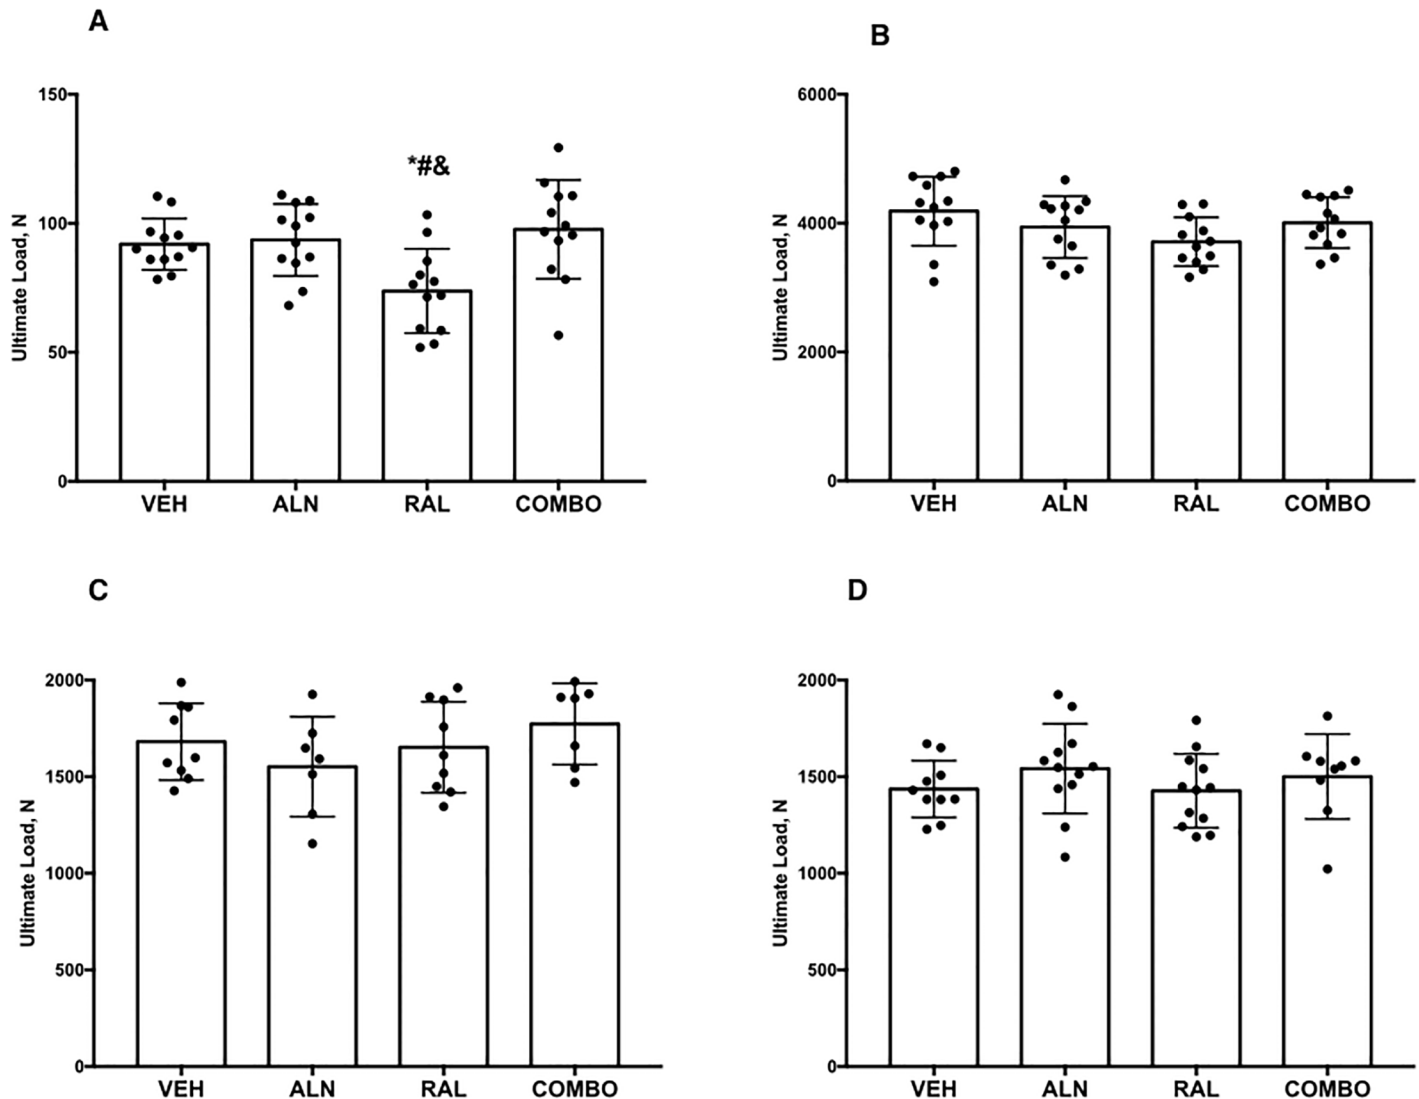 A
Ultimate Load, N
150
100
50
0
*#&
VEH ALN RAL COMBO
B
Ultimate Load, N
6000
4000
2000
0
VEH ALN RAL COMBO
C
Ultimate Load, N
2000
1500
1000
500
0
VEH ALN RAL COMBO
D
Ultimate Load, N
2000
1500
1000
500
0
VEH ALN RAL COMBO